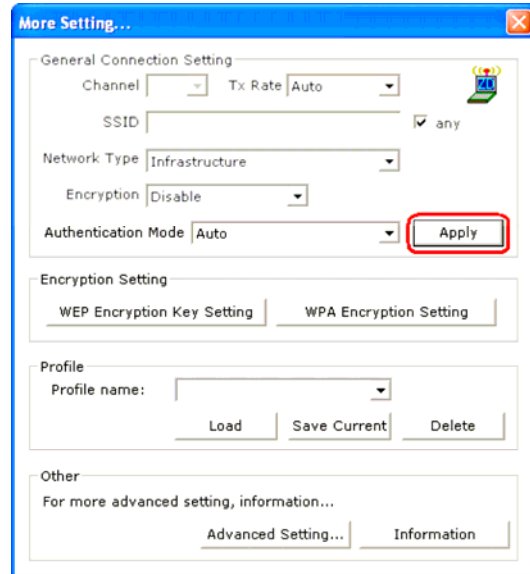 More Setting...
General Connection Setting
Channel Tx Rate Auto
SSID any
Network Type Infrastructure
Encryption Disable
Authentication Mode Auto Apply
Encryption Setting
WEP Encryption Key Setting WPA Encryption Setting
Profile
Profile name:
Load Save Current Delete
Other
For more advanced setting, information...
Advanced Setting... Information